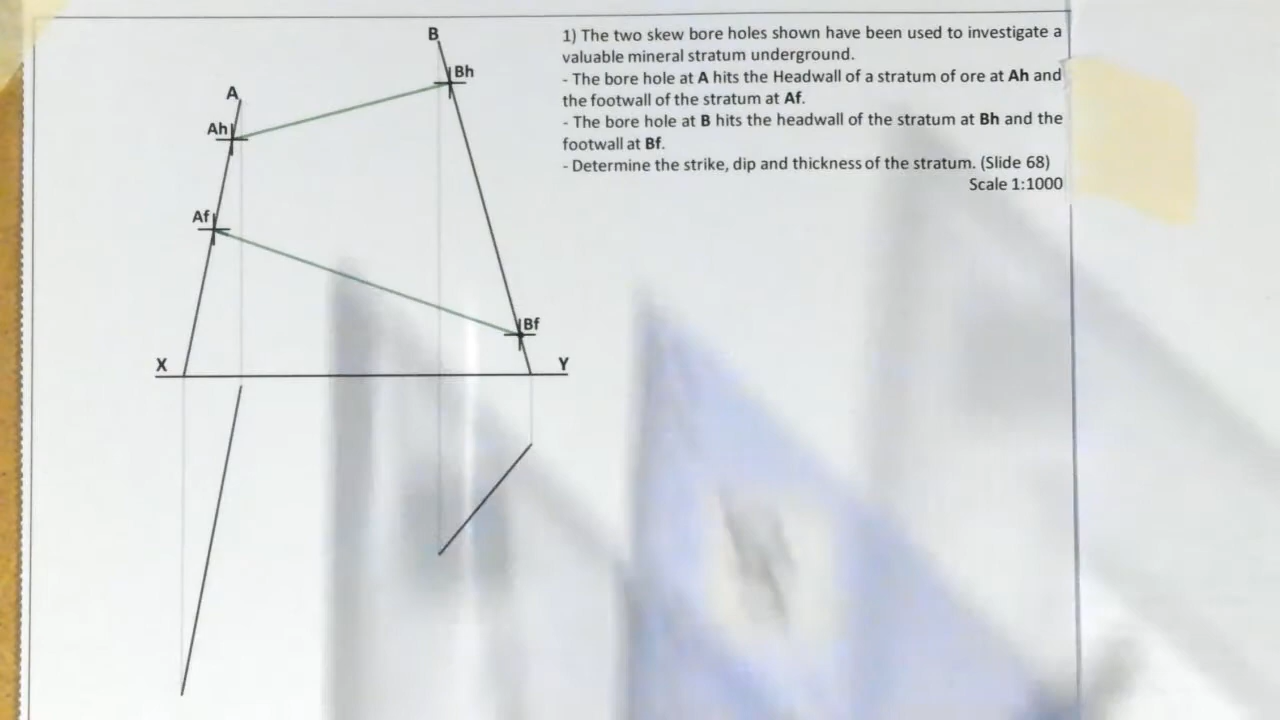 B
1) The two skew bore holes shown have been used to investigate a
valuable mineral stratum underground.
Bh
- The bore hole at A hits the Headwall of a stratum of ore at Ah and
A
the footwall of the stratum at Af.
Ah
- The bore hole at B hits the headwall of the stratum at Bh and the
footwall at Bf.
- Determine the strike, dip and thickness of the stratum. (Slide 68)
Scale 1:1000
Af
Bf
X
Y